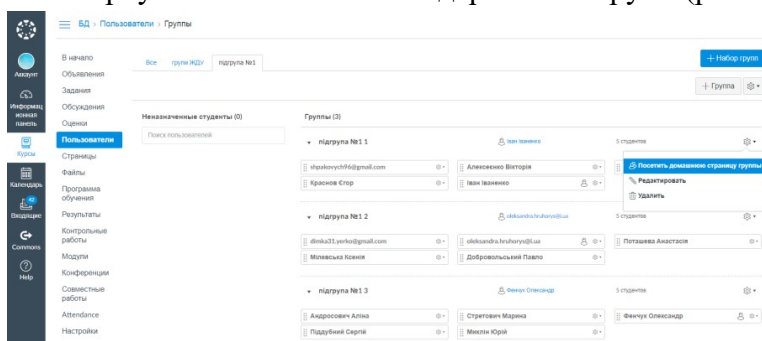 БД › Пользователи › Группы
Аккаунт
Информац
ионная
панель
Курсы
Календарь
42
Входящие
Commons
Help
В начало
Объявления
Задания
Обсуждения
Оценки
Пользователи
Страницы
Файлы
Программа
обучения
Результаты
Контрольные
работы
Модули
Конференции
Совместные
работы
Attendance
Настройки
Все групи ЖДУ підгрупа №1
+ Набор групп
+ Группа
Неназначенные студенты (0)
Поиск пользователей
Группы (3)
підгрупа №1 1 Іван Іваненко 5 студентов
shpakovych96@gmail.com Алексеєнко Вікторія
Краснов Єгор Іван Іваненко
Посетить домашнюю страницу группы
Редактировать
Удалить
підгрупа №1 2 oleksandra.hruhorys@i.ua 5 студентов
dimka31.yerko@gmail.com oleksandra.hruhorys@i.ua Поташева Анастасія
Мілевська Ксенія Добровольський Павло
підгрупа №1 3 Фенчук Олександр 5 студентов
Андросович Аліна Стретович Марина Фенчук Олександр
Піддубний Сергій Миклін Юрій